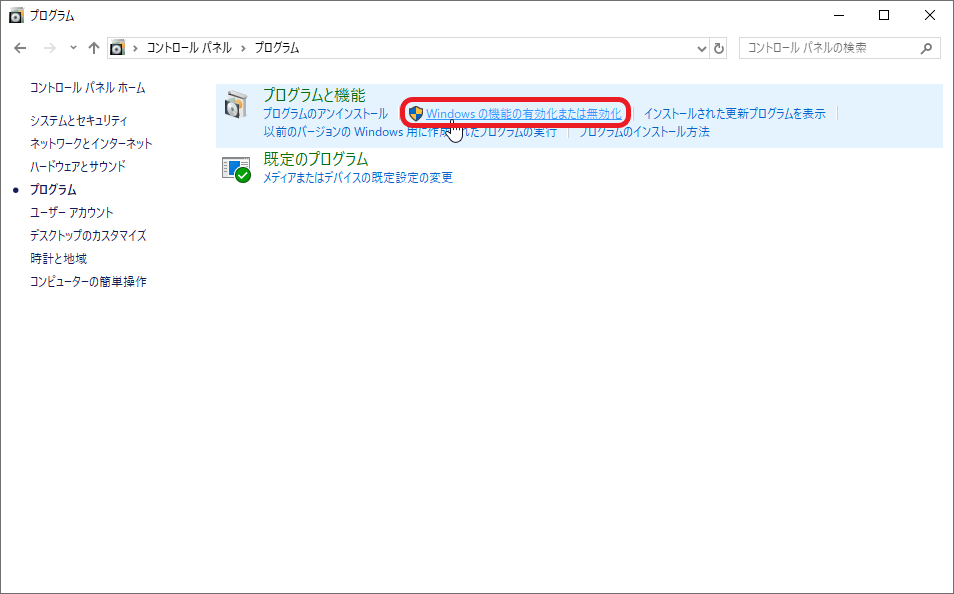 プログラム
コントロール パネル > プログラム
コントロール パネルの検索
コントロール パネル ホーム
システムとセキュリティ
ネットワークとインターネット
ハードウェアとサウンド
プログラム
ユーザー アカウント
デスクトップのカスタマイズ
時計と地域
コンピューターの簡単操作
プログラムと機能
プログラムのアンインストール Windows の機能の有効化または無効化 インストールされた更新プログラムを表示
以前のバージョンの Windows 用に作 れたプログラムの実行 プログラムのインストール方法
既定のプログラム
メディアまたはデバイスの既定設定の変更